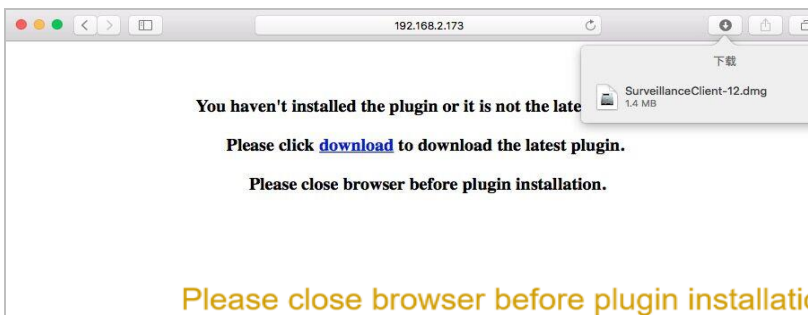 192.168.2.173
下载
SurveillanceClient-12.dmg
1.4 MB
You haven't installed the plugin or it is not the late
Please click download to download the latest plugin.
Please close browser before plugin installation.
Please close browser before plugin